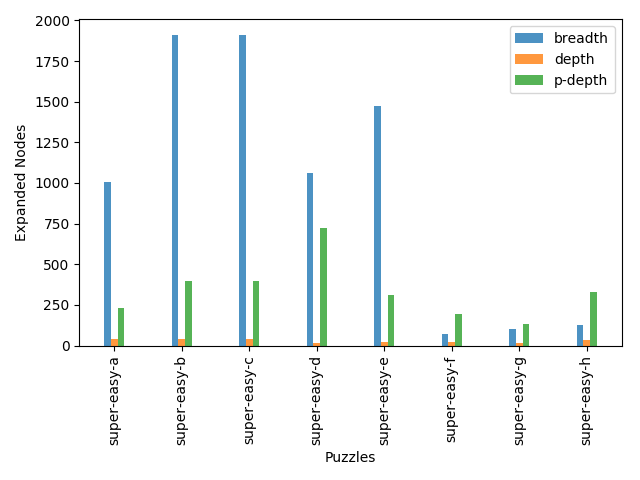 2000
1750
1500
1250
1000
750
500
250
0
Expanded Nodes
breadth
depth
p-depth
super-easy-a
super-easy-b
super-easy-c
super-easy-d
super-easy-e
super-easy-f
super-easy-g
super-easy-h
Puzzles